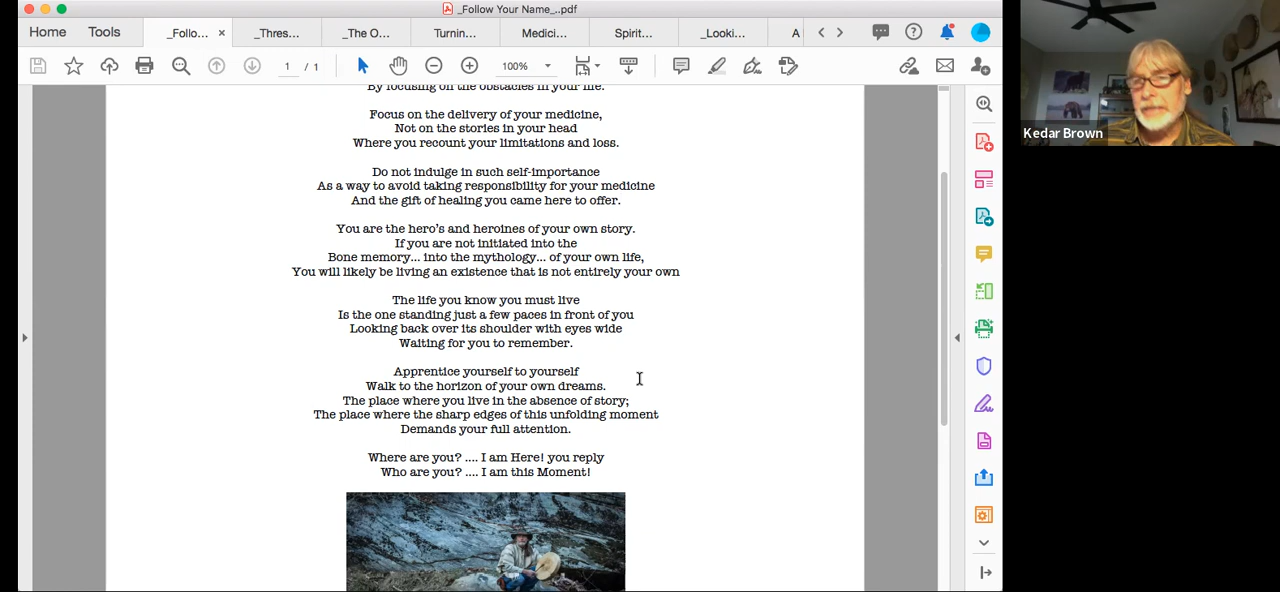 _Follow Your Name_..pdf
Home Tools _Follo... × _Thres... _The O... Turnin... Medici... Spirit... _Looki... A
1 / 1 100%
By focusing on the obstacles in your life.
Focus on the delivery of your medicine,
Not on the stories in your head
Where you recount your limitations and loss.
Do not indulge in such self-importance
As a way to avoid taking responsibility for your medicine
And the gift of healing you came here to offer.
You are the hero's and heroines of your own story.
If you are not initiated into the
Bone memory... into the mythology... of your own life,
You will likely be living an existence that is not entirely your own
The life you know you must live
Is the one standing just a few paces in front of you
Looking back over its shoulder with eyes wide
Waiting for you to remember.
Apprentice yourself to yourself
Walk to the horizon of your own dreams.
The place where you live in the absence of story;
The place where the sharp edges of this unfolding moment
Demands your full attention.
Where are you? .... I am Here! you reply
Who are you? .... I am this Moment!
Kedar Brown